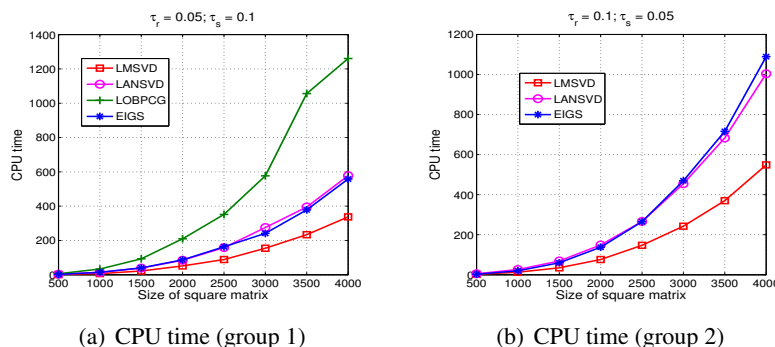 τr = 0.05; τs = 0.1
1400
1200
1000
800
600
400
200
0
CPU time
LMSVD
LANSVD
LOBPCG
EIGS
500 1000 1500 2000 2500 3000 3500 4000
Size of square matrix
(a) CPU time (group 1)
τr = 0.1; τs = 0.05
1200
1000
800
600
400
200
0
CPU time
LMSVD
LANSVD
EIGS
500 1000 1500 2000 2500 3000 3500 4000
Size of square matrix
(b) CPU time (group 2)